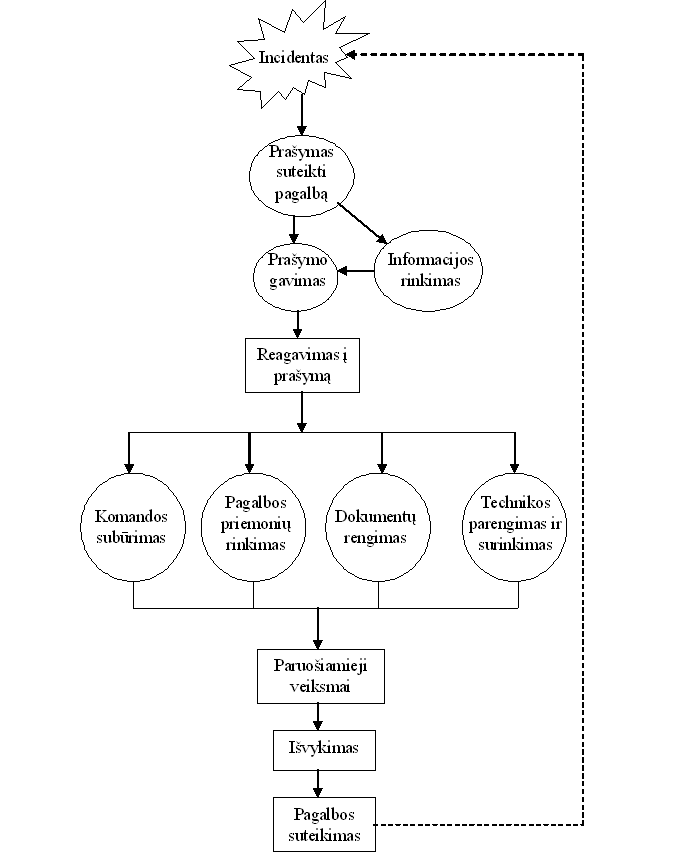 Incidentas
Prašymas
suteikti
pagalbą
Prašymo
gavimas
Informacijos
rinkimas
Reagavimas į
prašymą
Komandos
subūrimas
Pagalbos
priemonių
rinkimas
Dokumentų
rengimas
Technikos
parengimas ir
surinkimas
Paruošiamieji
veiksmai
Išvykimas
Pagalbos
suteikimas